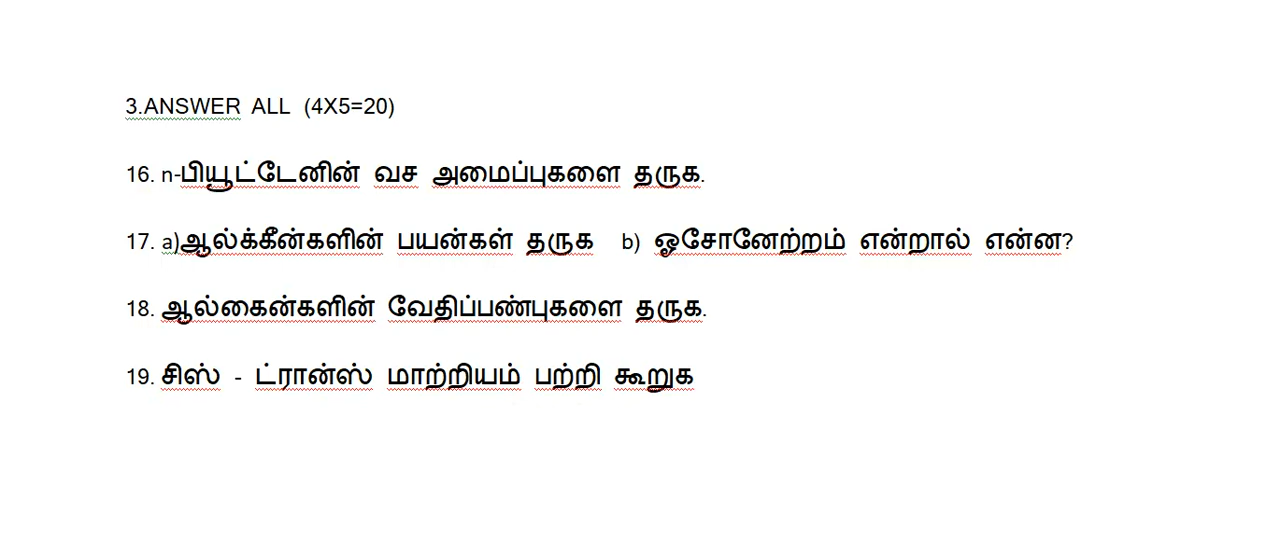 3.ANSWER ALL (4X5=20)
16. n-பியூட்டேனின் வச அமைப்புகளை தருக.
17. a)ஆல்க்கீன்களின் பயன்கள் தருக b) ஓசோனேற்றம் என்றால் என்ன?
18. ஆல்கைன்களின் வேதிப்பண்புகளை தருக.
19. சிஸ் - ட்ரான்ஸ் மாற்றியம் பற்றி கூறுக